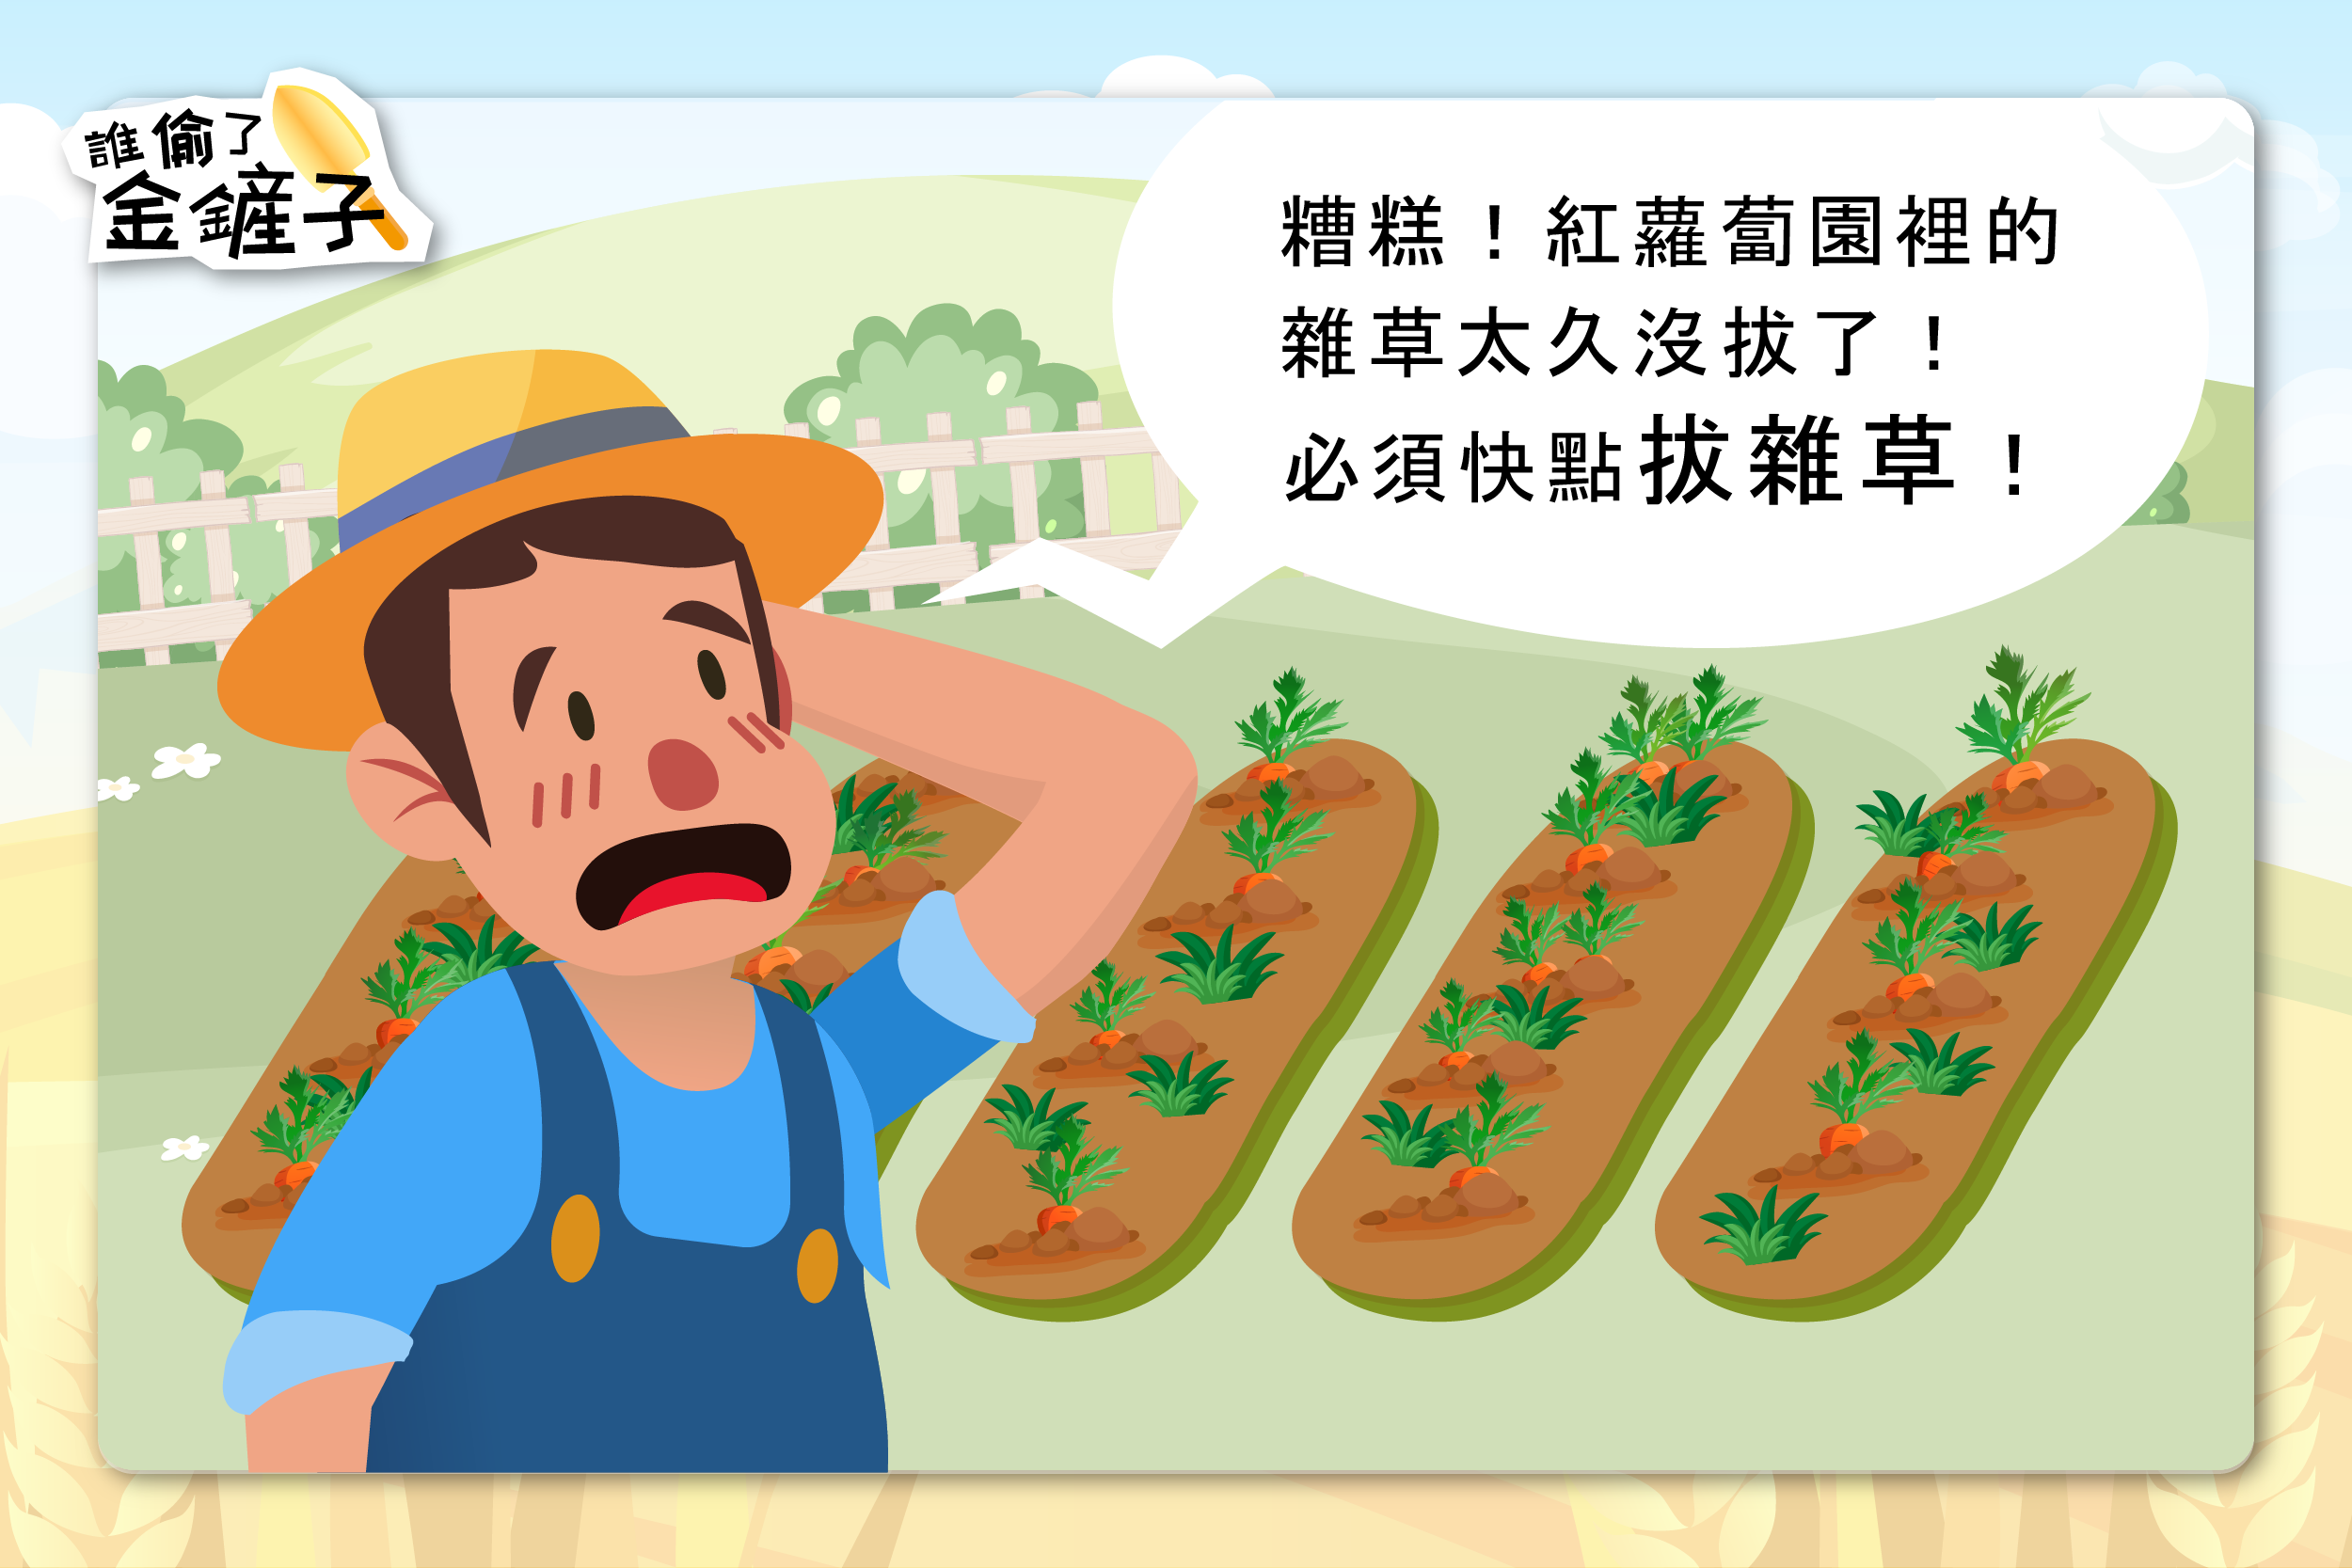 誰偷了
金鏟子
糟糕！紅蘿蔔園裡的
雜草太久沒拔了！
必須快點拔雜草！